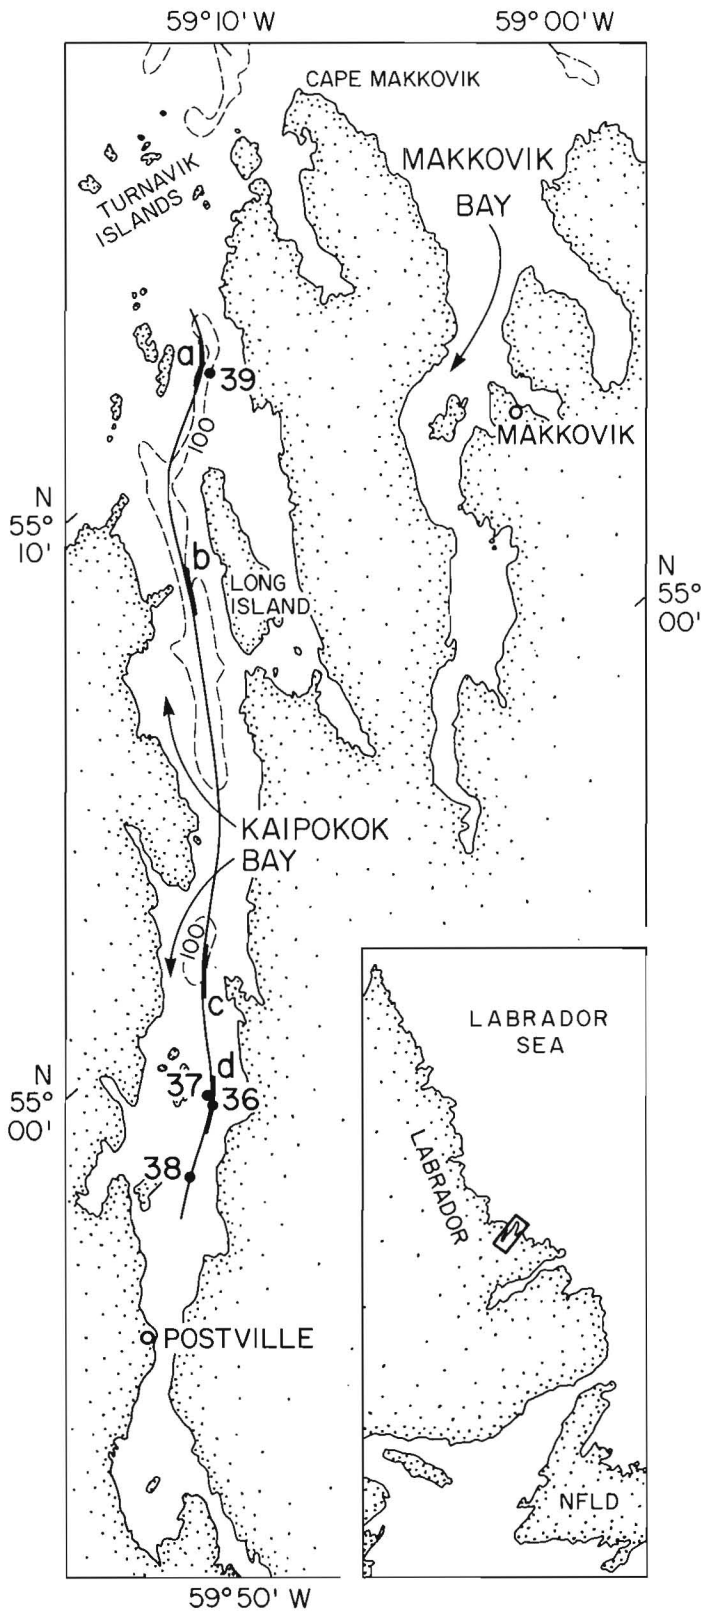 59°10' W
59°00' W
CAPE MAKKOVIK
MAKKOVIK
BAY
TURNAVIK
ISLANDS
a
39
100
MAKKOVIK
N
55°
10'
b
LONG
ISLAND
N
55°
00'
KAIPOKOK
BAY
100
c
LABRADOR
SEA
d
37
36
N
55°
00'
38
LABRADOR
POSTVILLE
NFLD
59°50' W